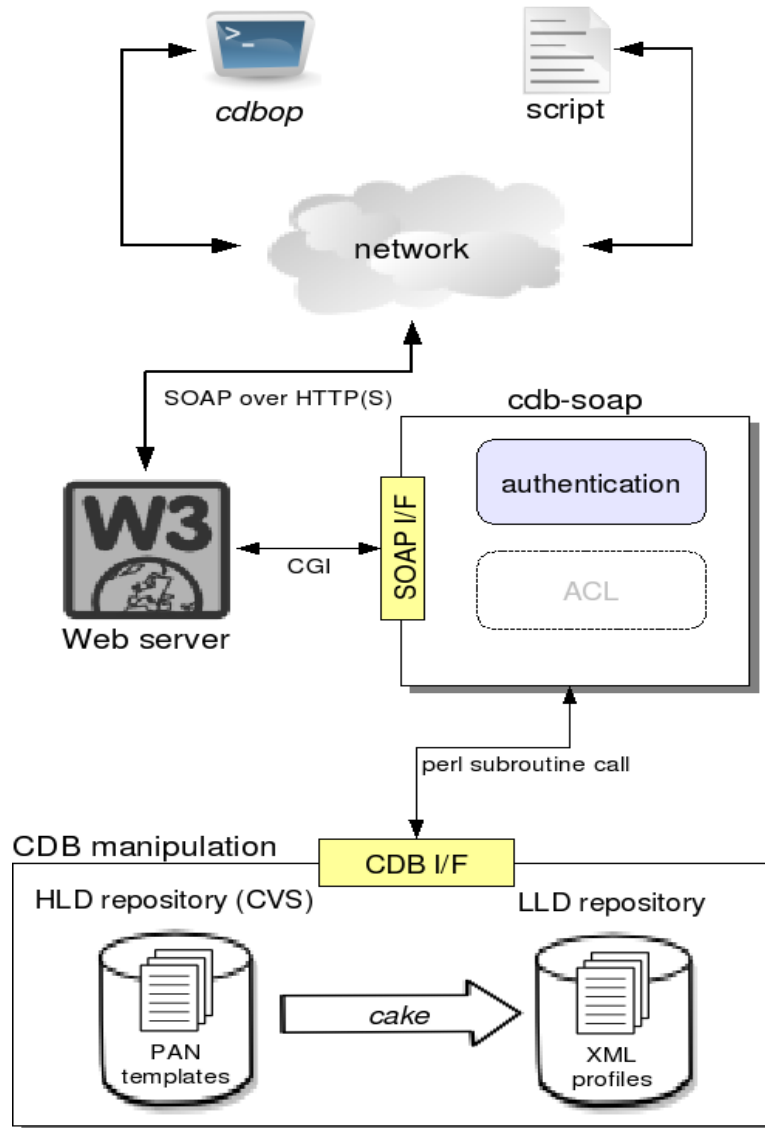 >_
cdbop
script
network
SOAP over HTTP(S)
cdb-soap
authentication
SOAP I/F
W3
CGI
ACL
Web server
perl subroutine call
CDB manipulation
CDB I/F
HLD repository (CVS)
LLD repository
cake
PAN
templates
XML
profiles